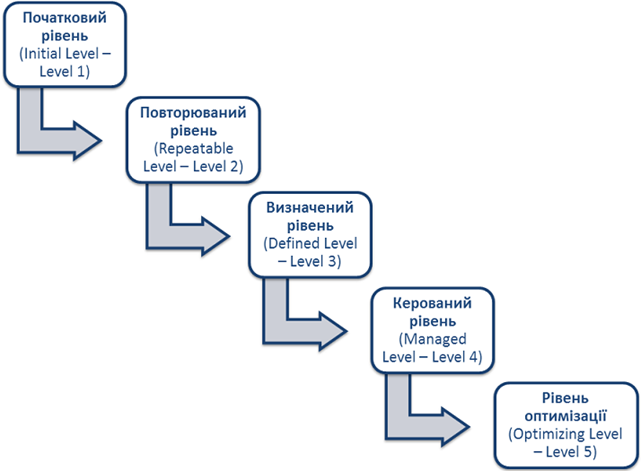 Початковий
рівень
(Initial Level –
Level 1)
Повторюваний
рівень
(Repeatable
Level – Level 2)
Визначений
рівень
(Defined Level
– Level 3)
Керований
рівень
(Managed
Level – Level 4)
Рівень
оптимізації
(Optimizing Level
– Level 5)